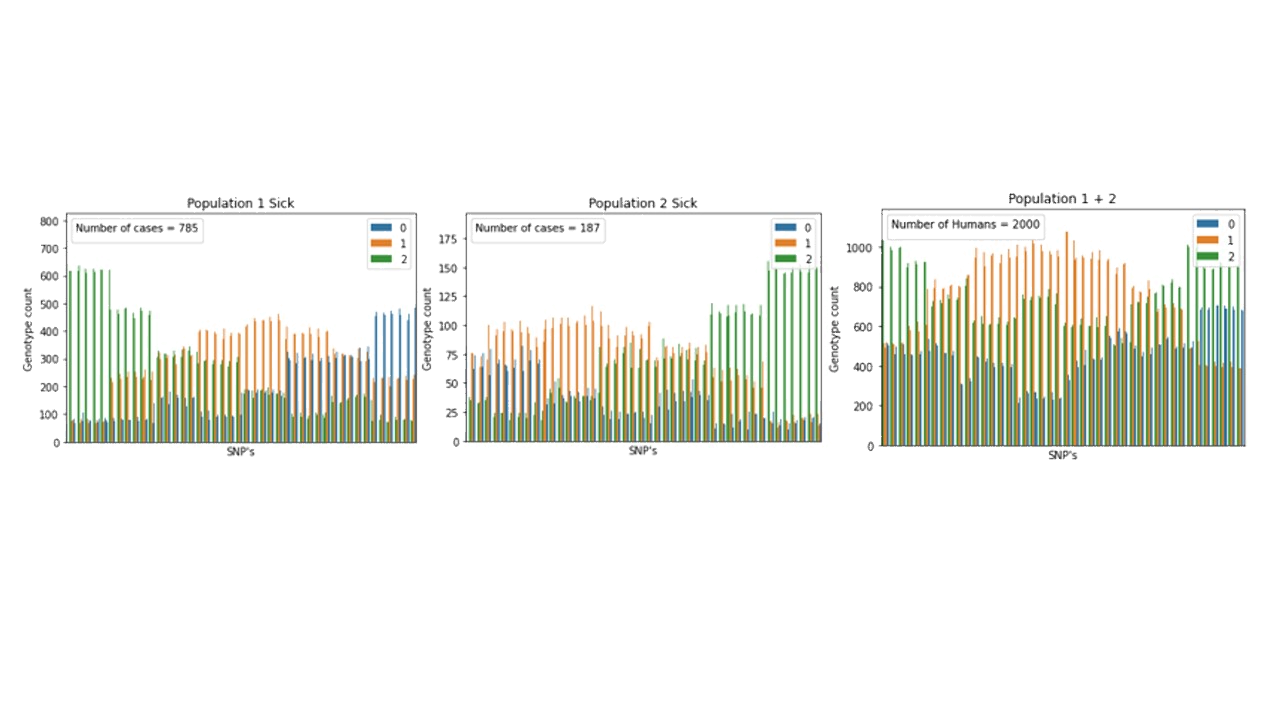 Population 1 Sick
Number of cases = 785
0
1
2
800
700
600
500
400
300
200
100
0
Genotype count
SNP's
Population 2 Sick
Number of cases = 187
0
1
2
175
150
125
100
75
50
25
0
Genotype count
SNP's
Population 1 + 2
Number of Humans = 2000
0
1
2
1000
800
600
400
200
0
Genotype count
SNP's